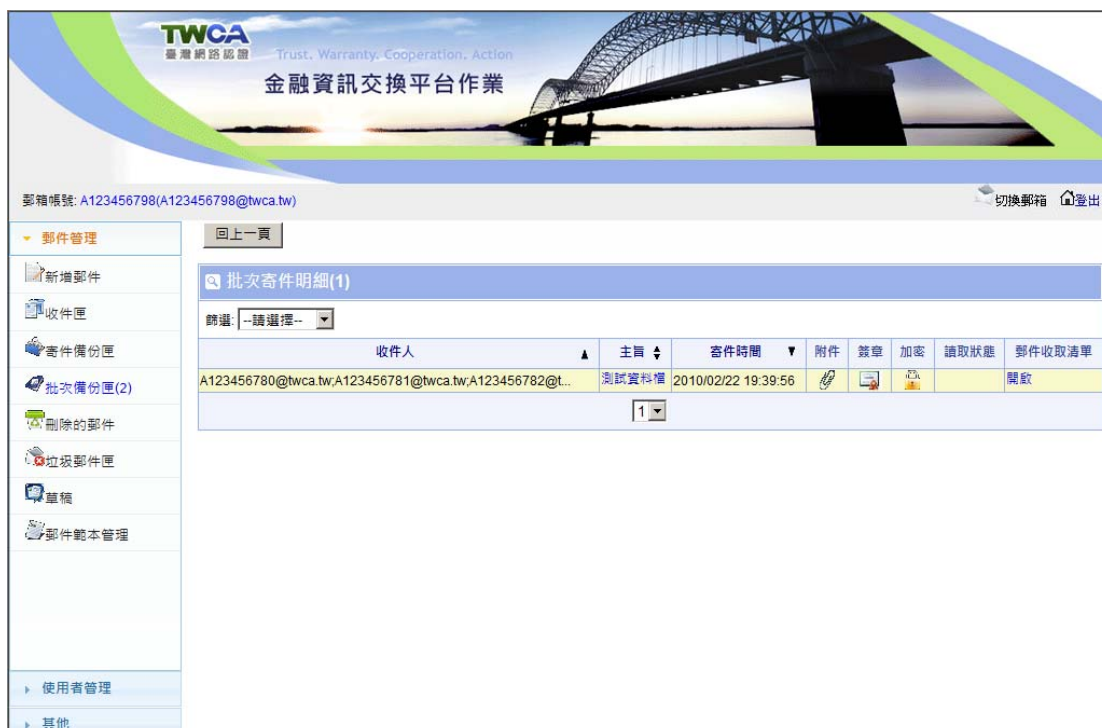 TWCA
臺灣網路認證
Trust. Warranty. Cooperation. Action
金融資訊交換平台作業
郵箱帳號: A123456798(A123456798@twca.tw)
切換郵箱 登出
郵件管理
回上一頁
新增郵件
批次寄件明細(1)
收件匣
篩選: --請選擇--
寄件備份匣
收件人 ▲ 主旨 寄件時間 ▼ 附件 簽章 加密 讀取狀態 郵件收取清單
批次備份匣(2)
A123456780@twca.tw;A123456781@twca.tw;A123456782@t... 測試資料檔 2010/02/22 19:39:56 開啟
1
刪除的郵件
垃圾郵件匣
草稿
郵件範本管理
使用者管理
其他